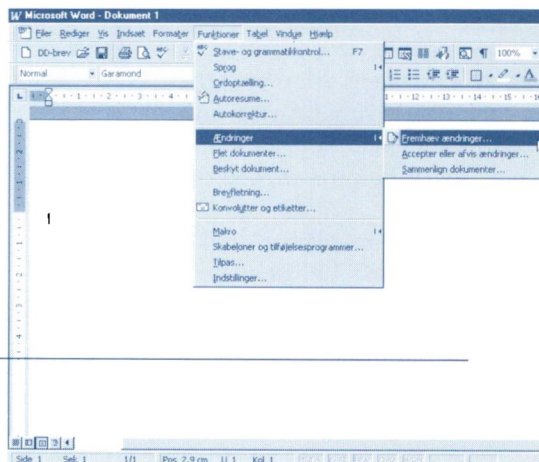 Microsoft Word - Dokument 1
Filer Rediger Vis Indsæt Formater Funktioner Tabel Vindue Hjælp
DD-brev 100%
Normal Garamond
Stave- og grammatikkontrol... F7
Sprog
Ordoptælling...
Autoresume...
Autokorrektur...
Ændringer
Flet dokumenter...
Beskyt dokument...
Brevfletning...
Konvolutter og etiketter...
Makro
Skabeloner og tilføjelsesprogrammer...
Tilpas...
Indstillinger...
Fremhæv ændringer...
Accepter eller afvis ændringer...
Sammenlign dokumenter...
Side 1 Sek 1 1/1 Pos 2,9 cm Li 1 Kol 1